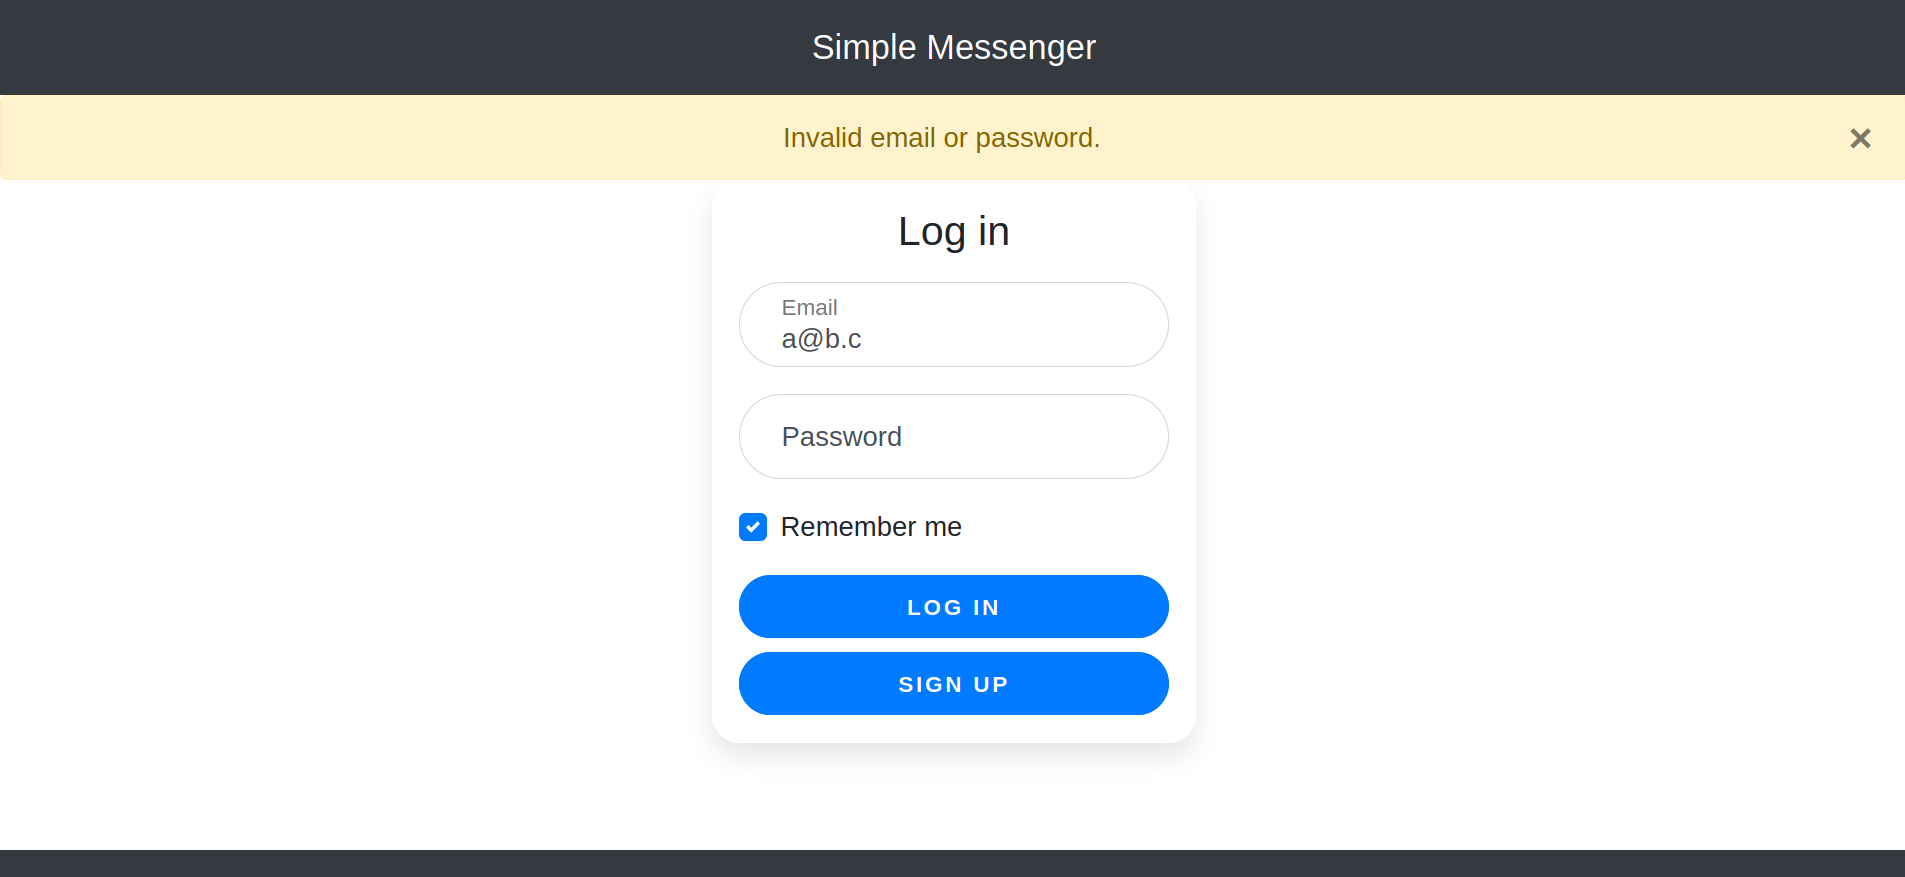 Simple Messenger
Invalid email or password.
×
Log in
Email
a@b.c
Password
Remember me
LOG IN
SIGN UP